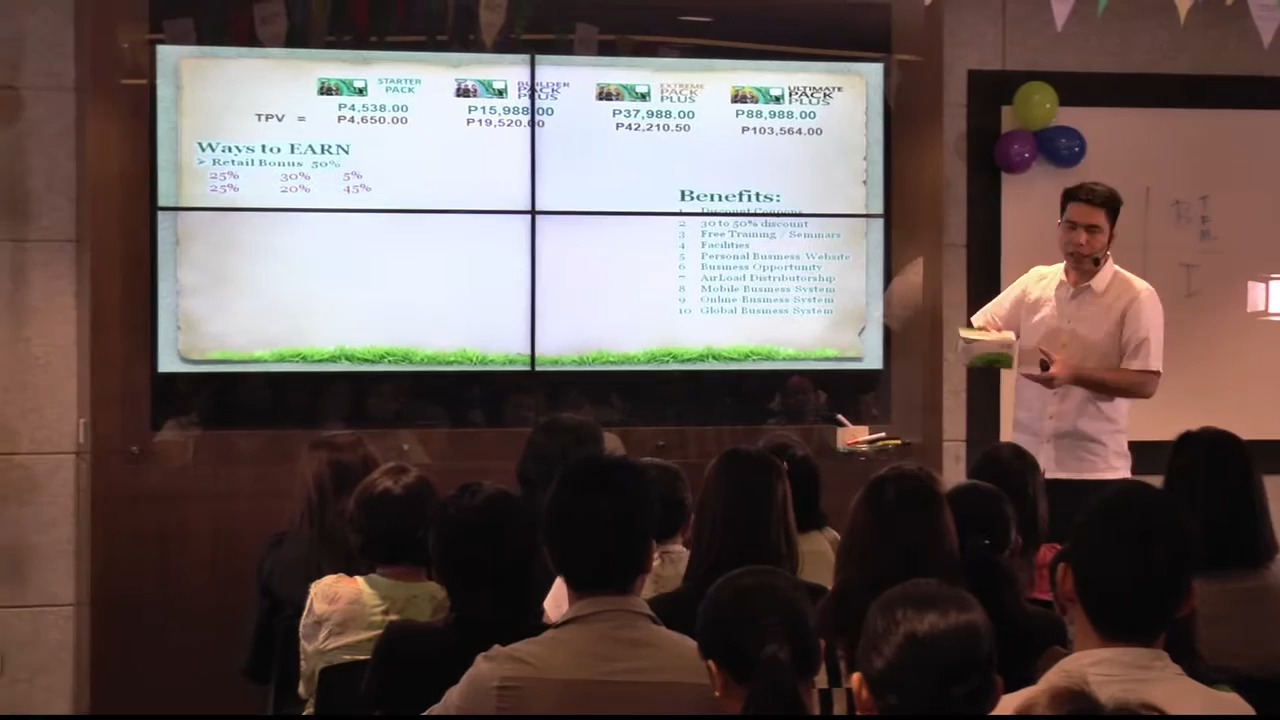 STARTER PACK
BUILDER PACK PLUS
EXTREME PACK PLUS
ULTIMATE PACK PLUS
P4,538.00 P15,988.00 P37,988.00 P88,988.00
TPV = P4,650.00 P19,520.00 P42,210.50 P103,564.00
Ways to EARN
➢ Retail Bonus 50%
25% 30% 5%
25% 20% 45%
Benefits:
1 Discount Coupons
2 30 to 50% discount
3 Free Training / Seminars
4 Facilities
5 Personal Business Website
6 Business Opportunity
7 AirLoad Distributorship
8 Mobile Business System
9 Online Business System
10 Global Business System